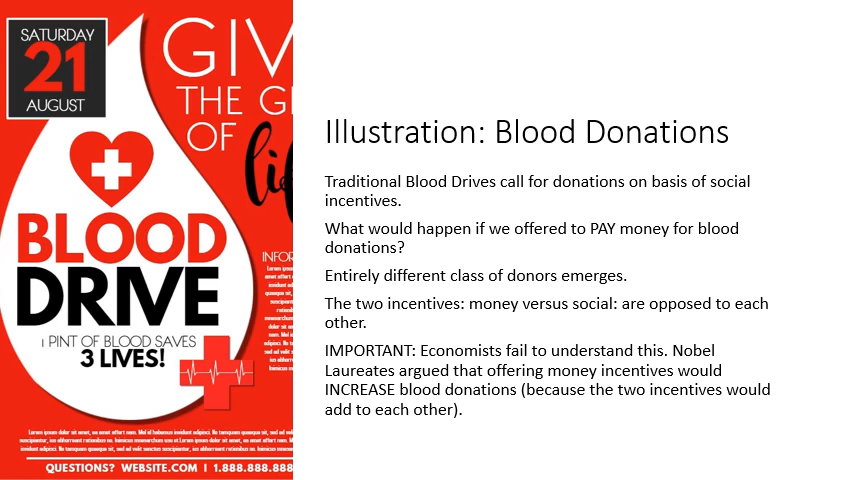 SATURDAY
21
AUGUST
GIV
THE GI
OF
life
BLOOD
DRIVE
1 PINT OF BLOOD SAVES
3 LIVES!
INFOR
QUESTIONS? WEBSITE.COM | 1.888.888.888
Illustration: Blood Donations
Traditional Blood Drives call for donations on basis of social
incentives.
What would happen if we offered to PAY money for blood
donations?
Entirely different class of donors emerges.
The two incentives: money versus social: are opposed to each
other.
IMPORTANT: Economists fail to understand this. Nobel
Laureates argued that offering money incentives would
INCREASE blood donations (because the two incentives would
add to each other).